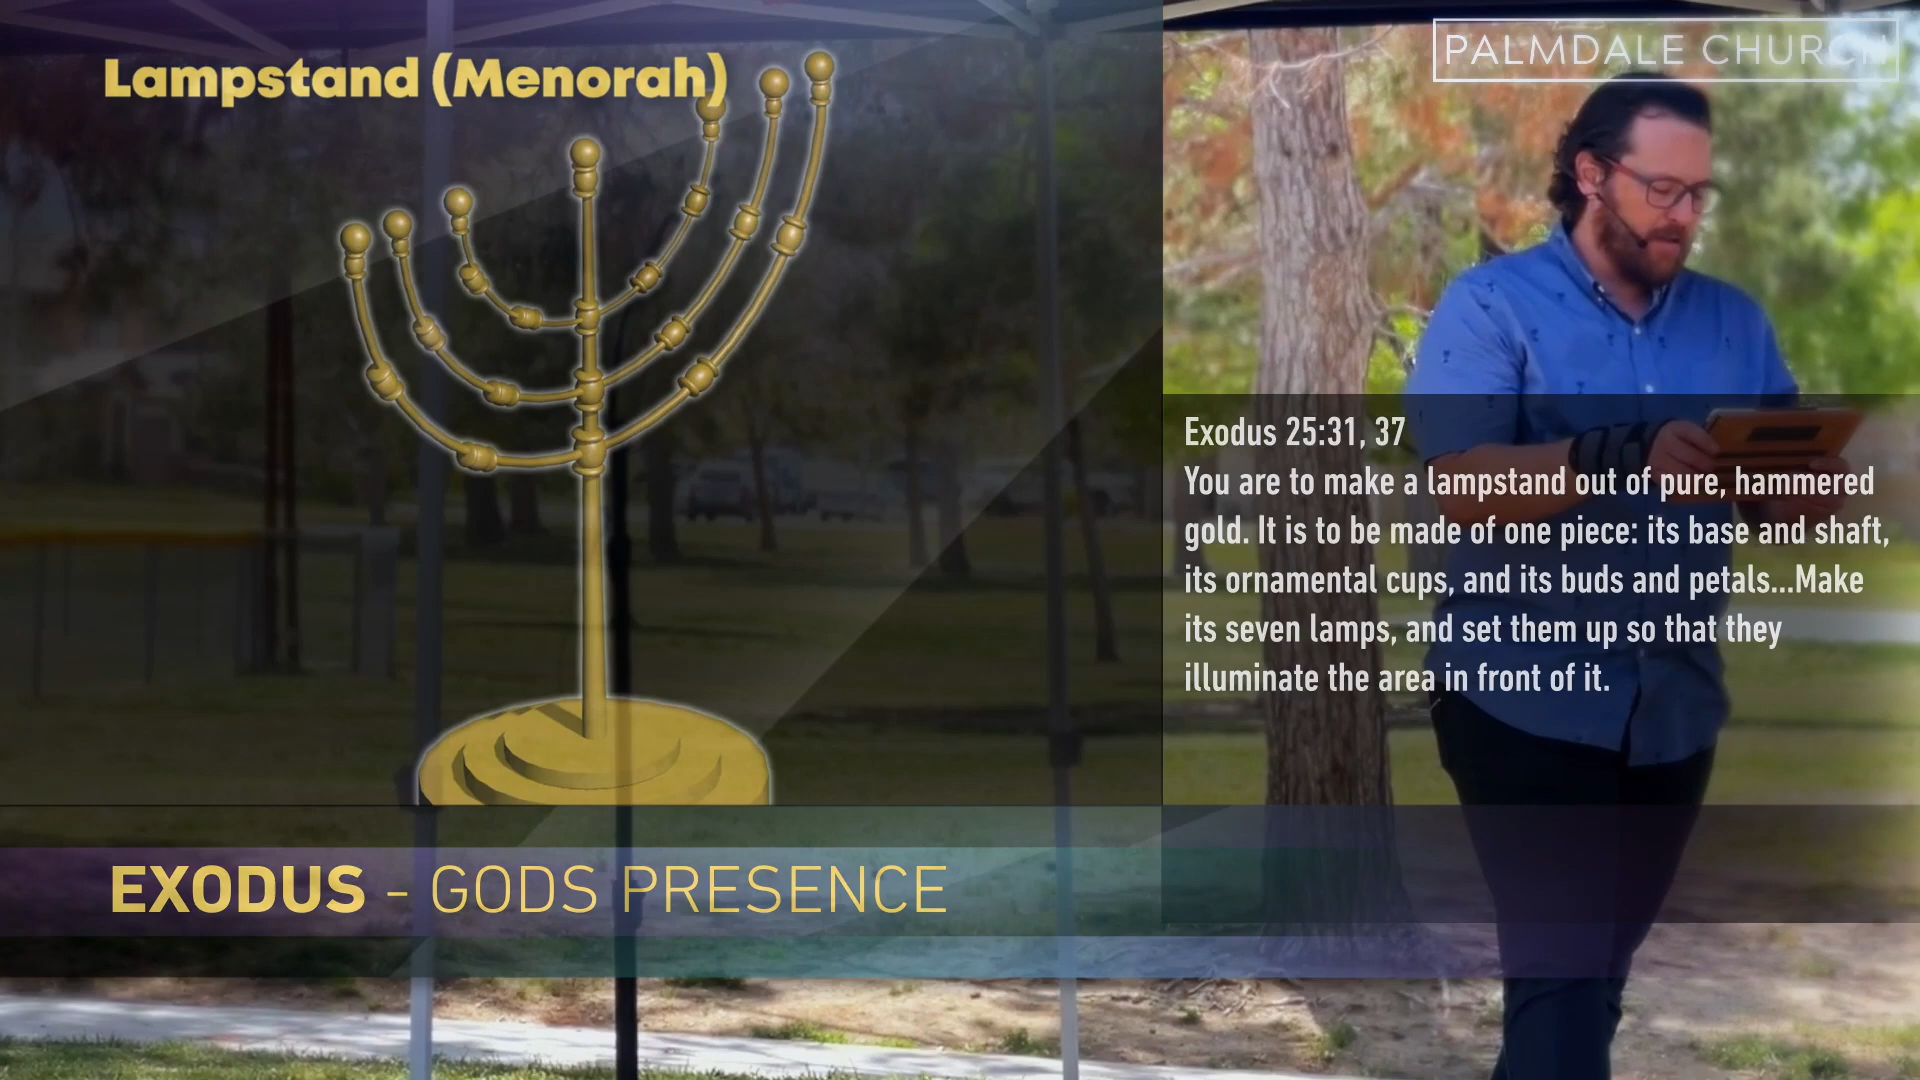 Lampstand (Menorah)
PALMDALE CHURCH
Exodus 25:31, 37
You are to make a lampstand out of pure, hammered
gold. It is to be made of one piece: its base and shaft,
its ornamental cups, and its buds and petals...Make
its seven lamps, and set them up so that they
illuminate the area in front of it.
EXODUS - GODS PRESENCE